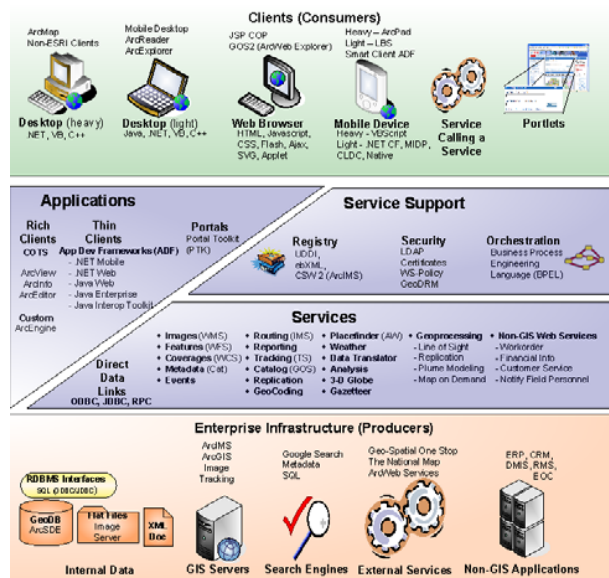 Clients (Consumers)
ArcMap
Non-ESRI Clients
Mobile Desktop
ArcReader
ArcExplorer
JSP COP
GOS2 (ArcWeb Explorer)
Heavy – ArcPad
Light – LBS
Smart Client ADF
Desktop (heavy)
.NET, VB, C++
Desktop (light)
Java, .NET, VB, C++
Web Browser
HTML, Javascript,
CSS, Flash, Ajax,
SVG, Applet
Mobile Device
Heavy - VBScript
Light - .NET CF, MIDP,
CLDC, Native
Service
Calling a
Service
Portlets
Applications
Rich
Clients
COTS
ArcView
ArcInfo
ArcEditor
Custom
ArcEngine
Thin
Clients
App Dev Frameworks (ADF)
- .NET Mobile
- .NET Web
- Java Web
- Java Enterprise
- Java Interop Toolkit
Portals
Portal Toolkit
(PTK)
Service Support
Registry
UDDI,
ebXML,
CSW 2 (ArcIMS)
Security
LDAP
Certificates
WS-Policy
GeoDRM
Orchestration
Business Process
Engineering
Language (BPEL)
Services
• Images (WMS)
• Features (WFS)
• Coverages (WCS)
• Metadata (Cat)
• Events
• Routing (IMS)
• Reporting
• Tracking (TS)
• Catalog (GOS)
• Replication
• GeoCoding
• Placefinder (AW)
• Weather
• Data Translator
• Analysis
• 3-D Globe
• Gazetteer
• Geoprocessing
- Line of Sight
- Replication
- Plume Modeling
- Map on Demand
• Non-GIS Web Services
- Workorder
- Financial Info
- Customer Service
- Notify Field Personnel
Direct
Data
Links
ODBC, JDBC, RPC
Enterprise Infrastructure (Producers)
RDBMS Interfaces
SQL (ODBC/JDBC)
GeoDB
ArcSDE
Flat Files
Image
Server
XML
Doc
Internal Data
ArcIMS
ArcGIS
Image
Tracking
GIS Servers
Google Search
Metadata
SQL
Search Engines
Geo-Spatial One Stop
The National Map
ArcWeb Services
External Services
ERP, CRM,
DMIS, RMS,
EOC
Non-GIS Applications